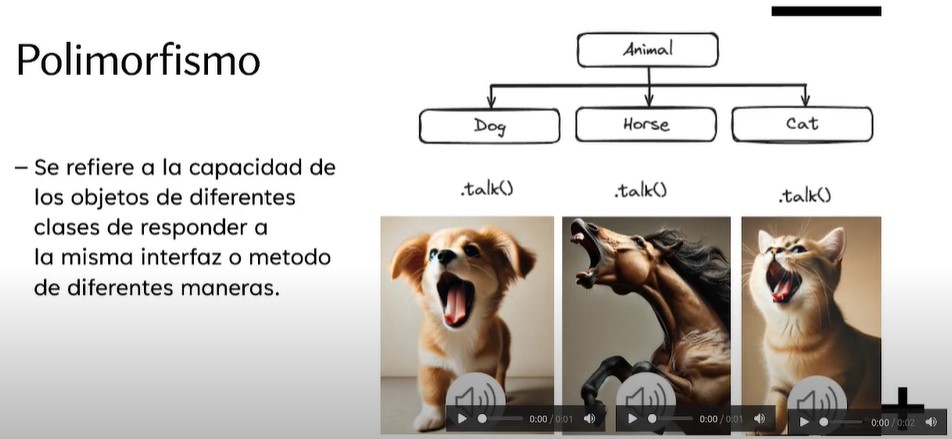 Polimorfismo
– Se refiere a la capacidad de
los objetos de diferentes
clases de responder a
la misma interfaz o metodo
de diferentes maneras.
Animal
Dog
Horse
Cat
.talk()
.talk()
.talk()
0:00 / 0:01
0:00 / 0:01
0:00 / 0:02